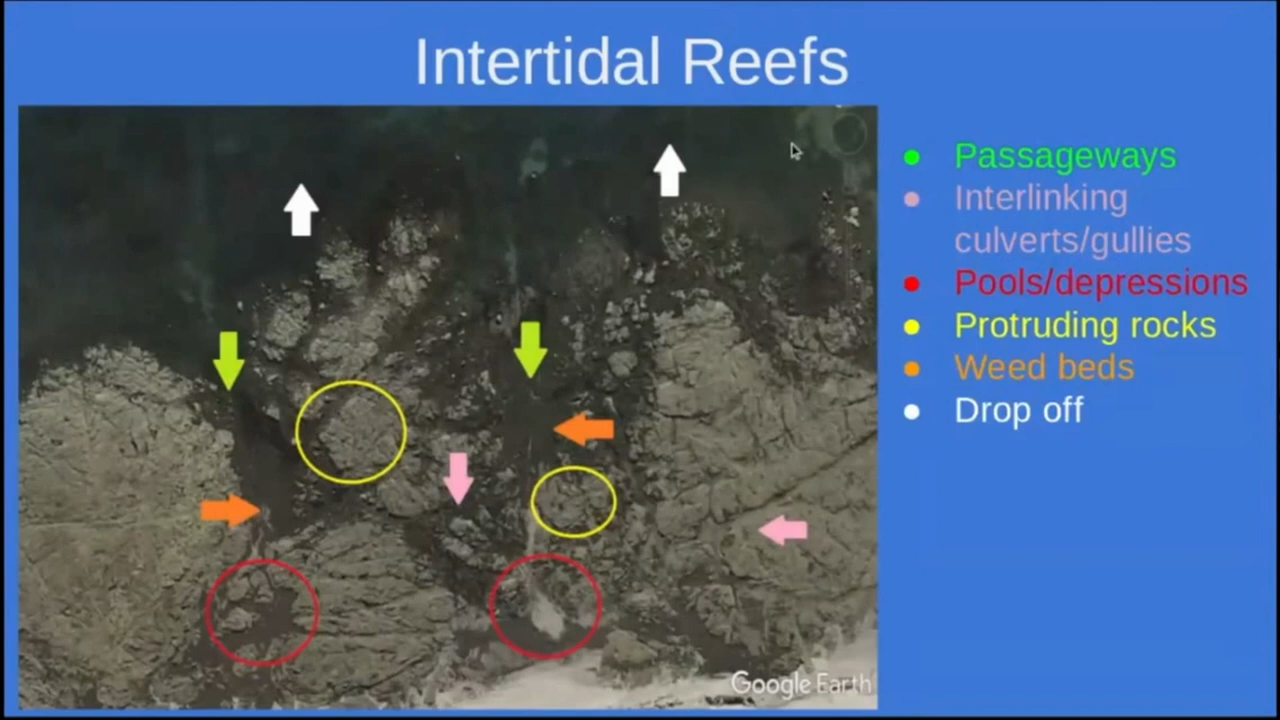 Intertidal Reefs
Passageways
Interlinking
culverts/gullies
Pools/depressions
Protruding rocks
Weed beds
Drop off
Google Earth